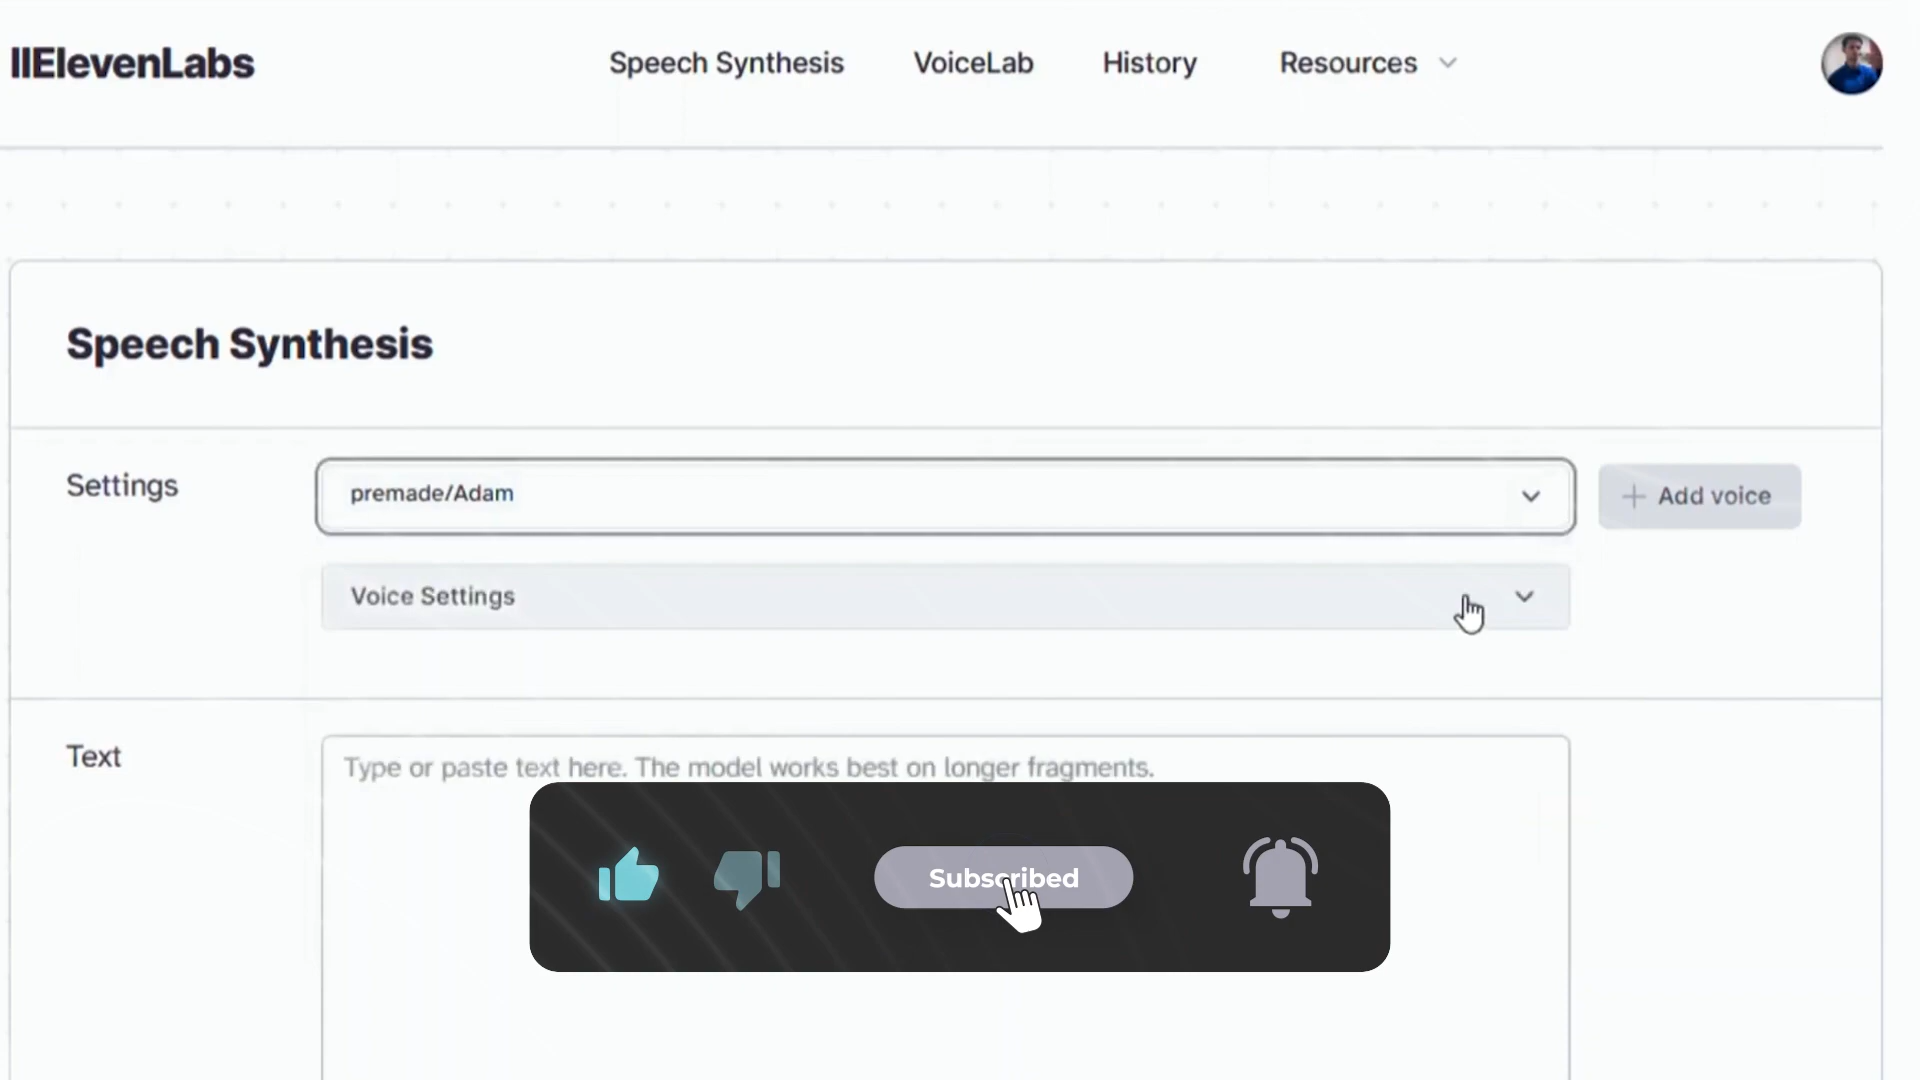 IIElevenLabs
Speech Synthesis
VoiceLab
History
Resources
Speech Synthesis
Settings
premade/Adam
+ Add voice
Voice Settings
Text
Type or paste text here. The model works best on longer fragments.
Subscribed